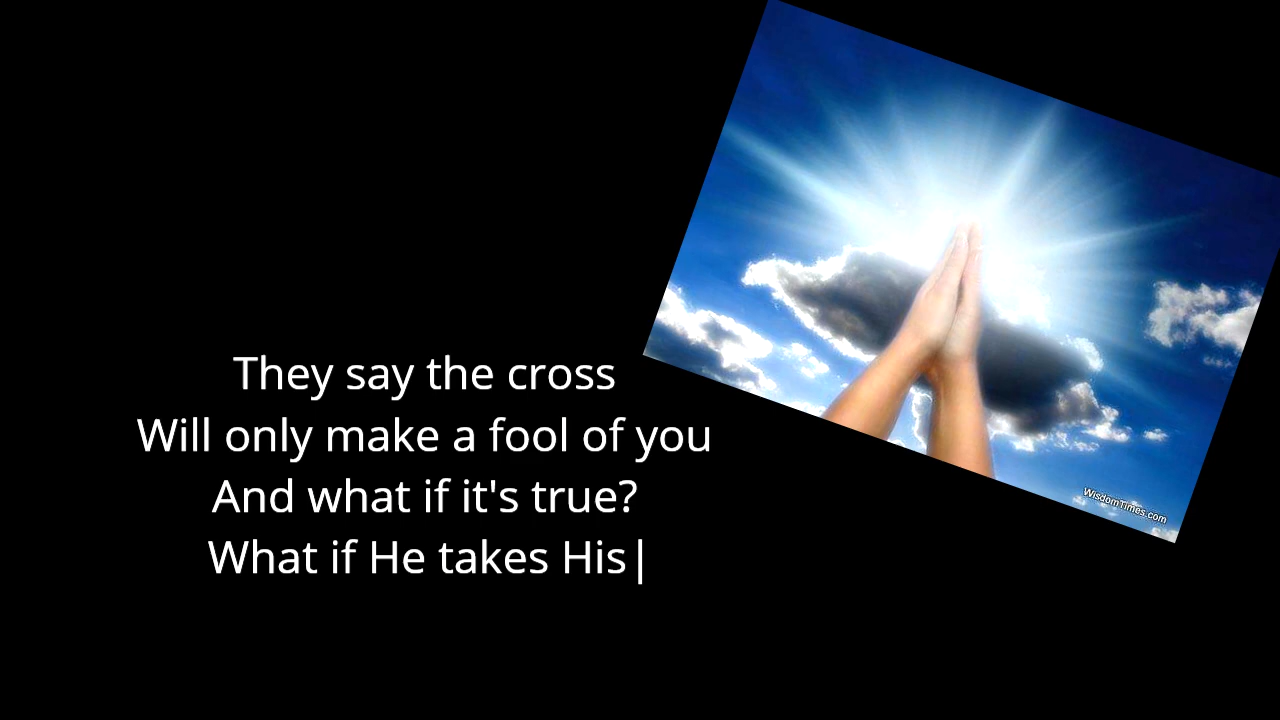 They say the cross
Will only make a fool of you
And what if it's true?
What if He takes His|
WisdomTimes.com